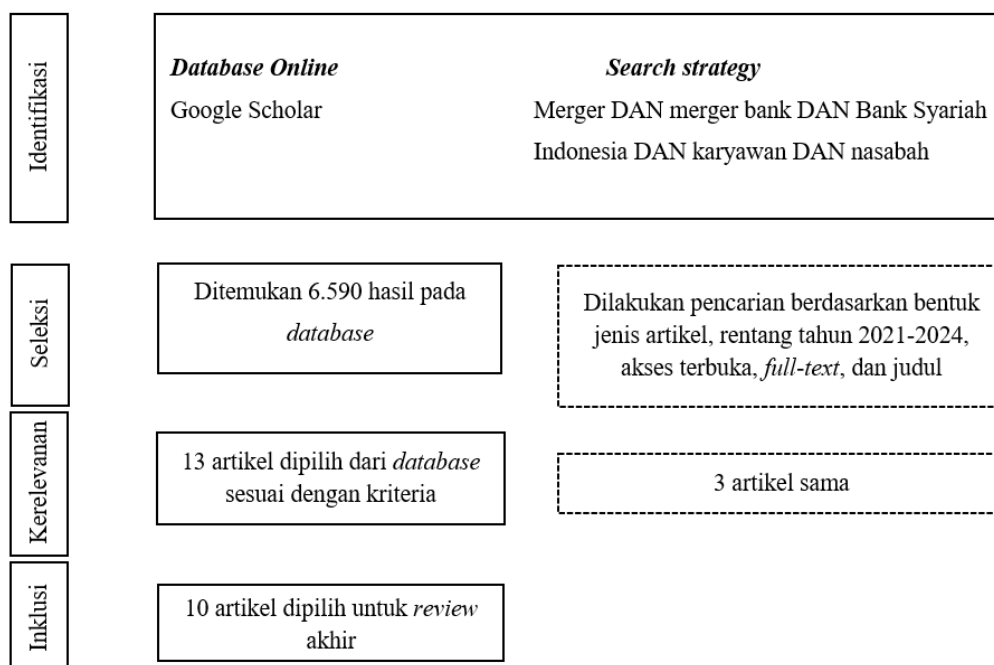 Identifikasi
Database Online
Search strategy
Google Scholar
Merger DAN merger bank DAN Bank Syariah
Indonesia DAN karyawan DAN nasabah
Seleksi
Ditemukan 6.590 hasil pada
database
Dilakukan pencarian berdasarkan bentuk
jenis artikel, rentang tahun 2021-2024,
akses terbuka, full-text, dan judul
Kerelevanan
13 artikel dipilih dari database
sesuai dengan kriteria
3 artikel sama
Inklusi
10 artikel dipilih untuk review
akhir